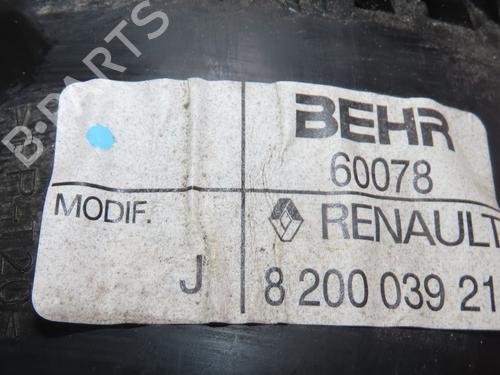 B-PARTS
BEHR
60078
MODIF.
RENAULT
J
8 200 039 21